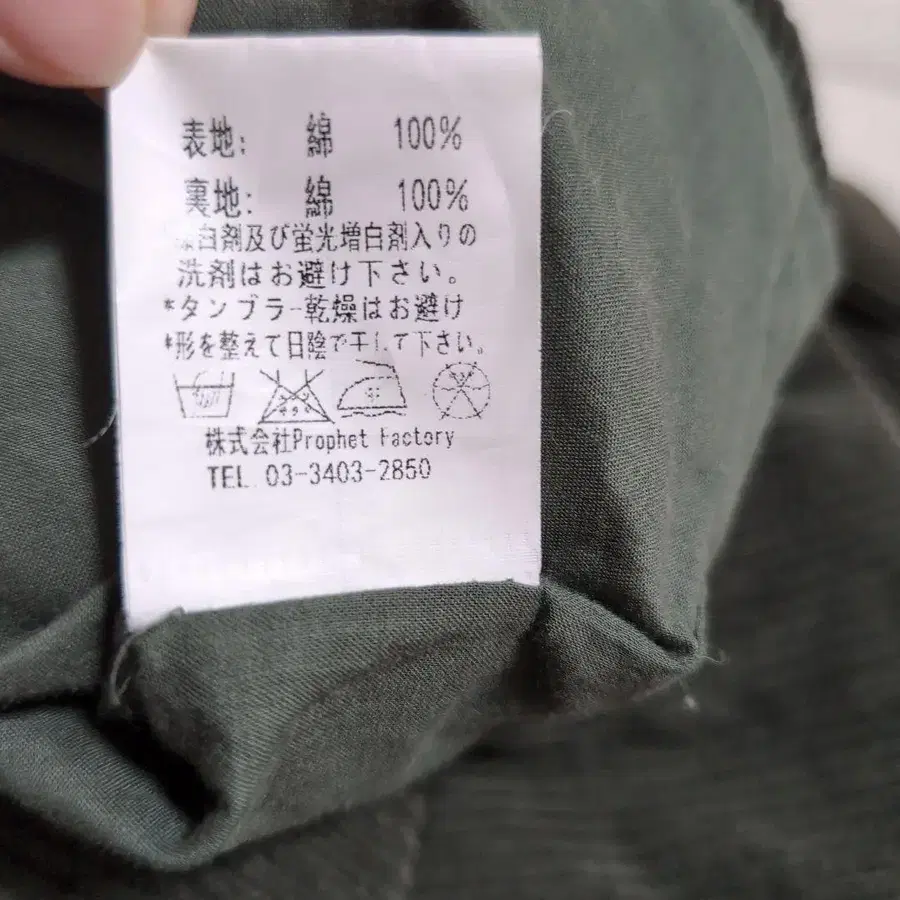 表地: 綿 100%
裏地: 綿 100%
白剤及び蛍光増白剤入りの
洗剤はお避け下さい。
*タンブラー乾燥はお避け
*形を整えて日陰で干して下さい。
株式会社Prophet Factory
TEL 03-3403-2850